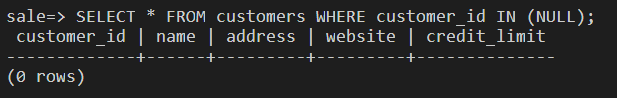 sale=> SELECT * FROM customers WHERE customer_id IN (NULL);
 customer_id | name | address | website | credit_limit
-------------+------+---------+---------+--------------
(0 rows)